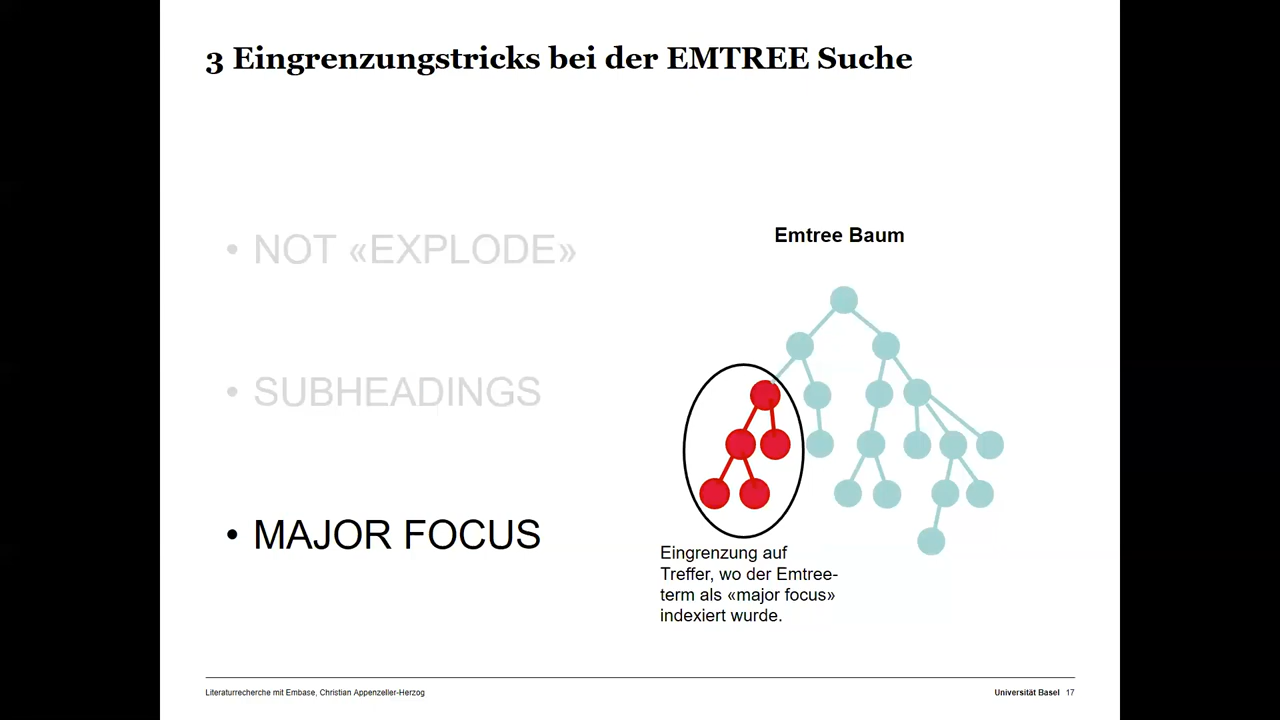 3 Eingrenzungstricks bei der EMTREE Suche
• NOT «EXPLODE»
• SUBHEADINGS
• MAJOR FOCUS
Emtree Baum
Eingrenzung auf
Treffer, wo der Emtree-
term als «major focus»
indexiert wurde.
Literaturrecherche mit Embase, Christian Appenzeller-Herzog
Universität Basel 17